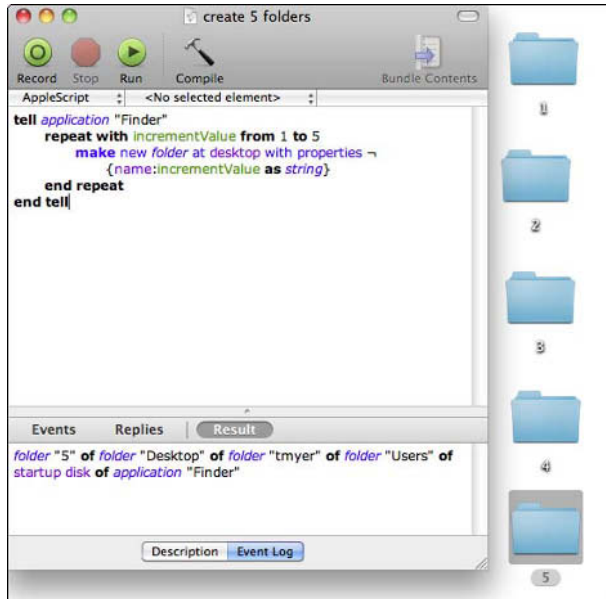 create 5 folders
Record Stop Run Compile Bundle Contents
AppleScript <No selected element>
tell application "Finder"
repeat with incrementValue from 1 to 5
make new folder at desktop with properties ¬
{name:incrementValue as string}
end repeat
end tell
Events Replies Result
folder "5" of folder "Desktop" of folder "tmyer" of folder "Users" of
startup disk of application "Finder"
Description Event Log
1
2
3
4
5